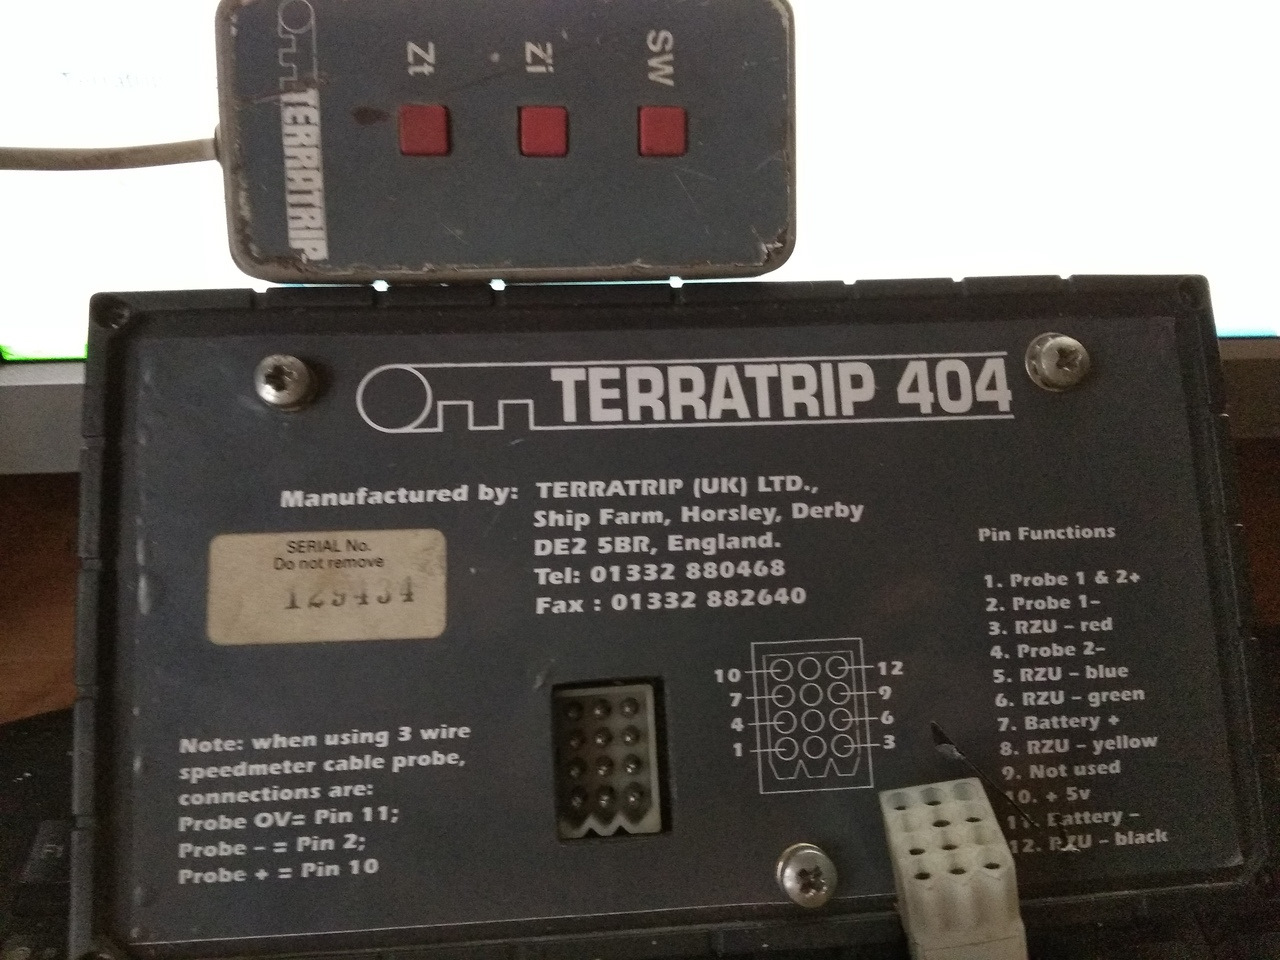 SW
Zi
Zt
TERRATRIP
TERRATRIP 404
Manufactured by: TERRATRIP (UK) LTD.,
Ship Farm, Horsley, Derby
DE2 5BR, England.
Tel: 01332 880468
Fax : 01332 882640
SERIAL No.
Do not remove
129434
Pin Functions
1. Probe 1 & 2+
2. Probe 1-
3. RZU - red
4. Probe 2-
5. RZU - blue
6. RZU - green
7. Battery +
8. RZU - yellow
9. Not used
10. + 5v
11. Battery -
12. RZU - black
10 12
7 9
4 6
1 3
Note: when using 3 wire
speedmeter cable probe,
connections are:
Probe OV= Pin 11;
Probe - = Pin 2;
Probe + = Pin 10